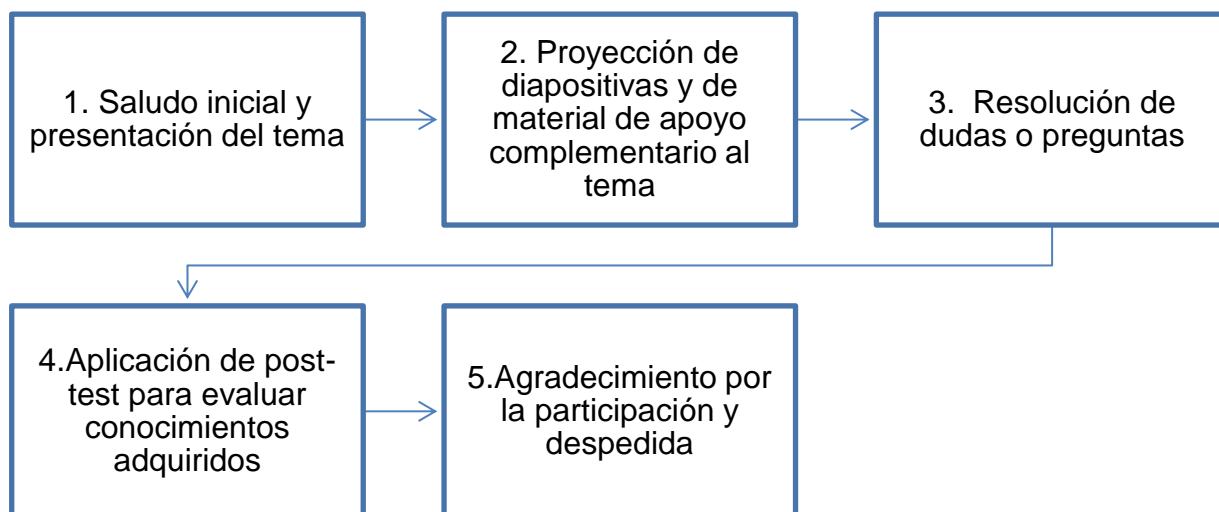 1. Saludo inicial y
presentación del tema
2. Proyección de
diapositivas y de
material de apoyo
complementario al
tema
3. Resolución de
dudas o preguntas
4.Aplicación de post-
test para evaluar
conocimientos
adquiridos
5.Agradecimiento por
la participación y
despedida